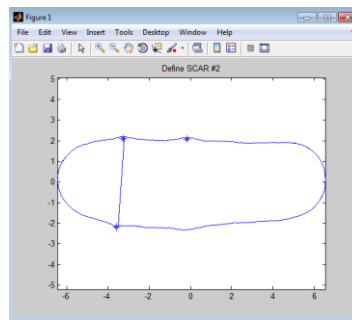 Figure 1
File Edit View Insert Tools Desktop Window Help
Define SCAR #2
5
4
3
2
1
0
-1
-2
-3
-4
-5
-6 -4 -2 0 2 4 6